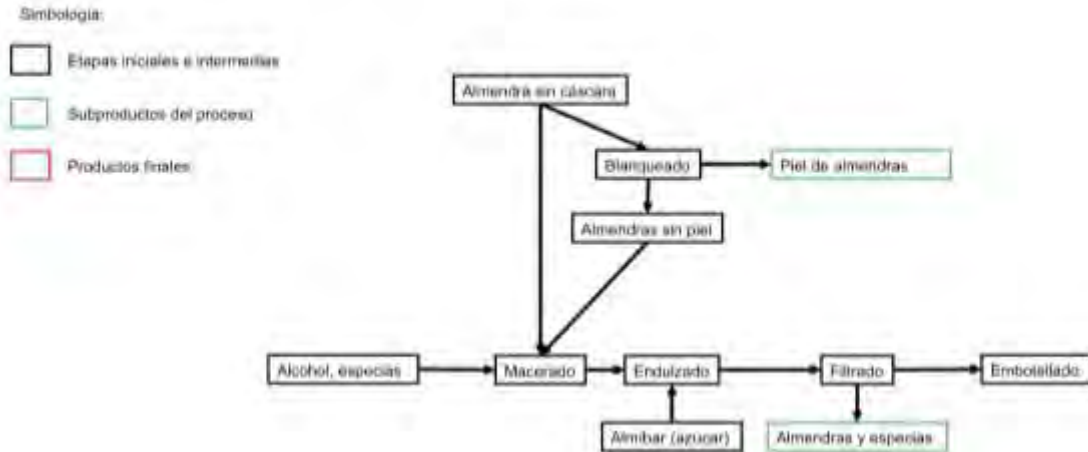 Simbología:
Etapas iniciales e intermedias
Subproductos del proceso
Productos finales
Almendra sin cáscara
Blanqueado
Piel de almendras
Almendras sin piel
Alcohol, especias
Macerado
Endulzado
Filtrado
Embotellado
Almíbar (azúcar)
Almendras y especias